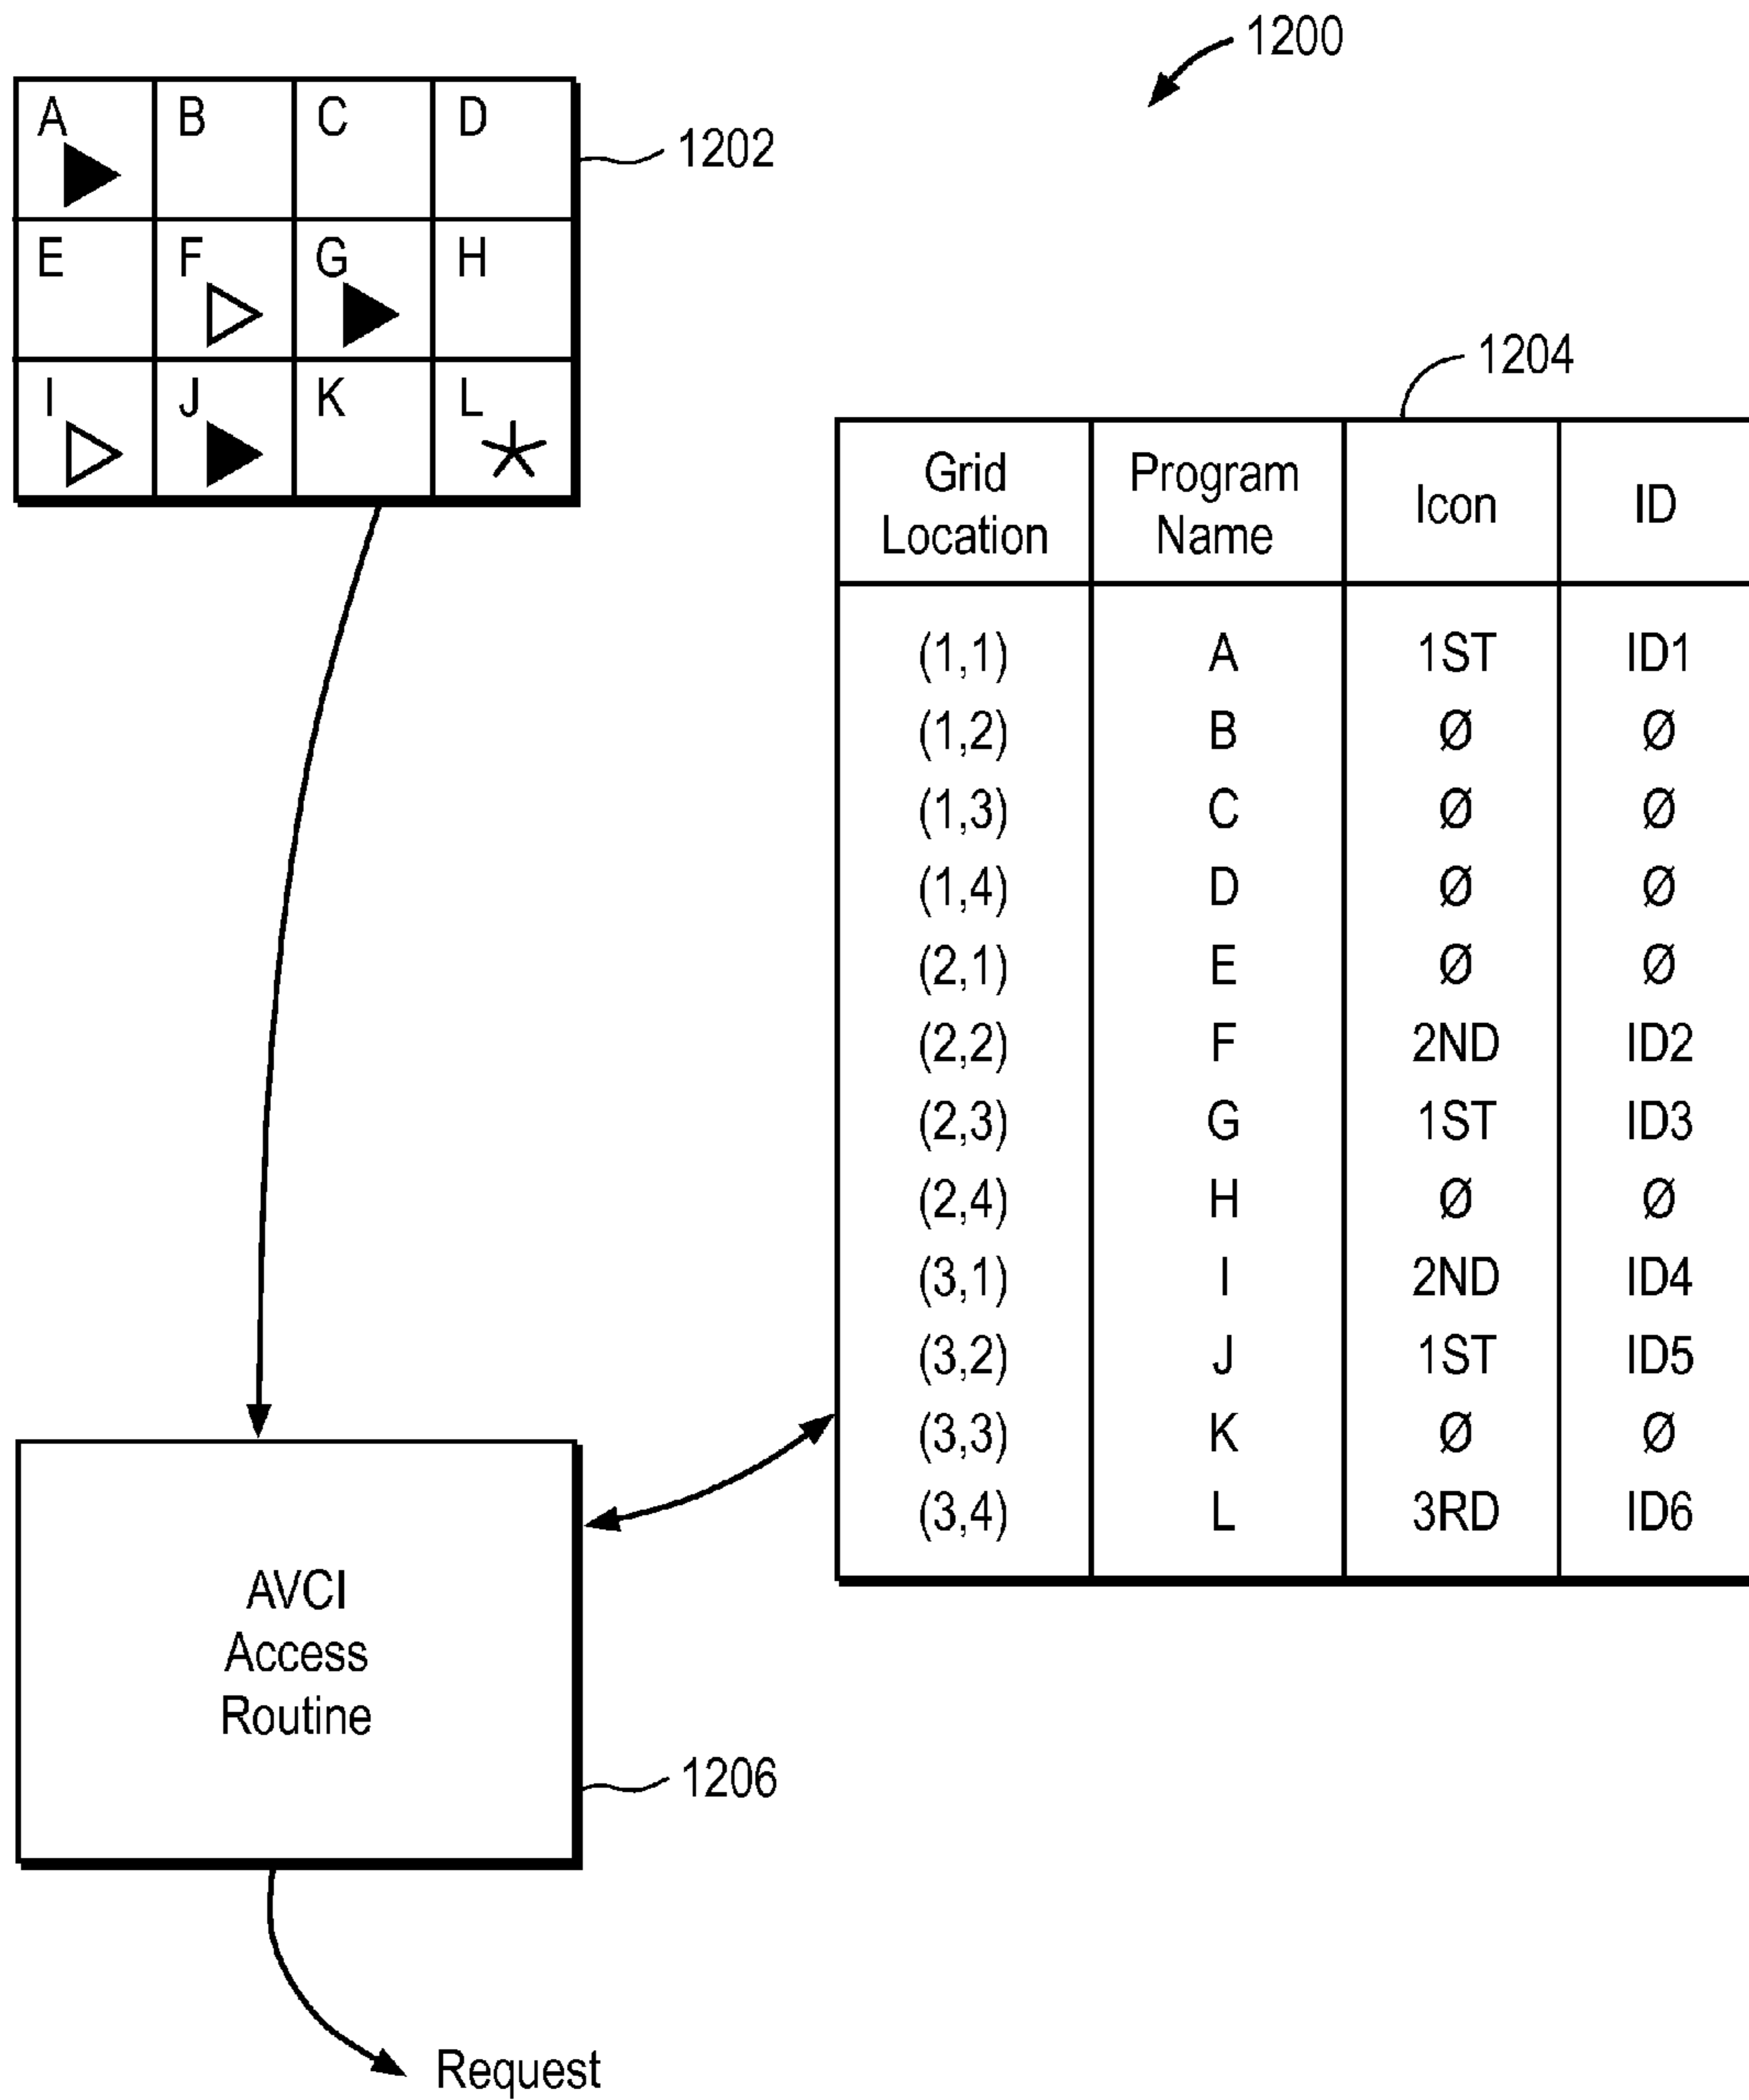 1200
A B C D
1202
E F G H
I J K L
1204
Grid Location Program Name Icon ID
(1,1) A 1ST ID1
(1,2) B Ø Ø
(1,3) C Ø Ø
(1,4) D Ø Ø
(2,1) E Ø Ø
(2,2) F 2ND ID2
(2,3) G 1ST ID3
(2,4) H Ø Ø
(3,1) I 2ND ID4
(3,2) J 1ST ID5
(3,3) K Ø Ø
(3,4) L 3RD ID6
AVCI
Access
Routine
1206
Request